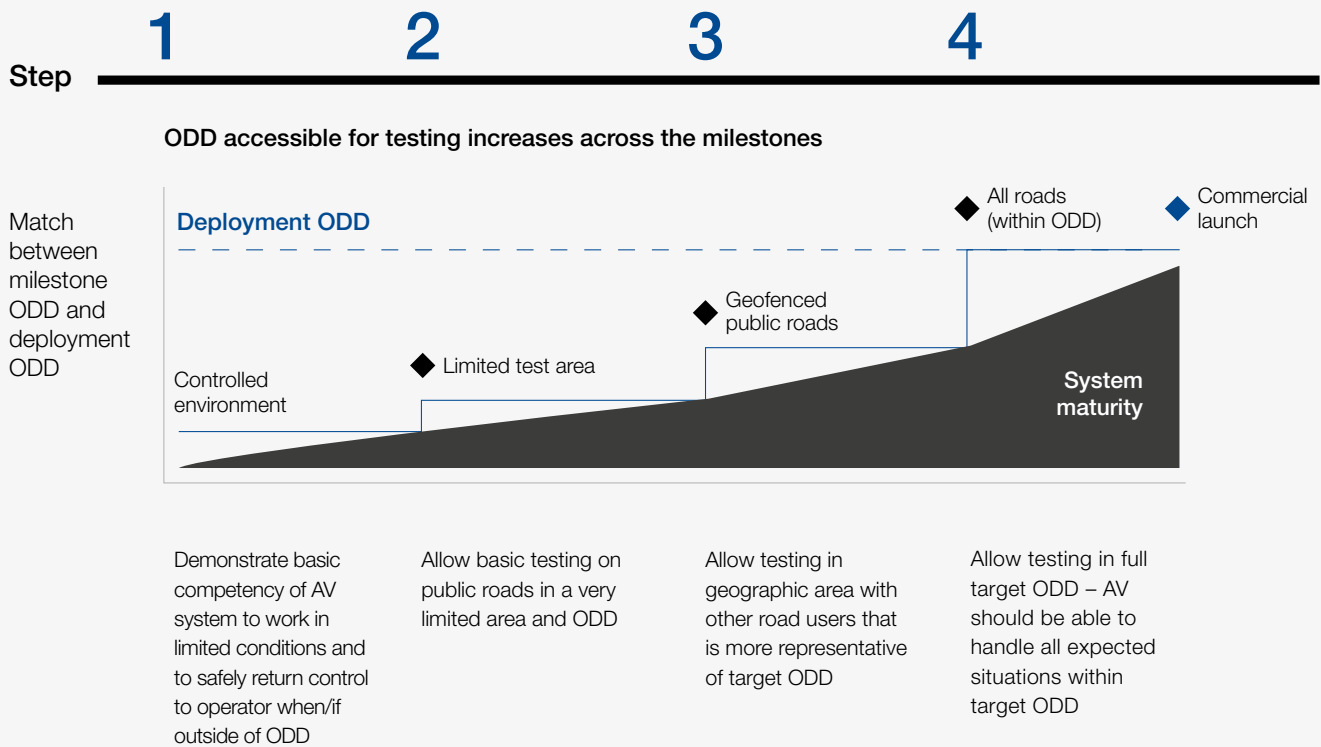 1
2
3
4
Step
ODD accessible for testing increases across the milestones
Match
between
milestone
ODD and
deployment
ODD
Deployment ODD
All roads
(within ODD)
Commercial
launch
Geofenced
public roads
Limited test area
Controlled
environment
System
maturity
Demonstrate basic
competency of AV
system to work in
limited conditions and
to safely return control
to operator when/if
outside of ODD
Allow basic testing on
public roads in a very
limited area and ODD
Allow testing in
geographic area with
other road users that
is more representative
of target ODD
Allow testing in full
target ODD – AV
should be able to
handle all expected
situations within
target ODD